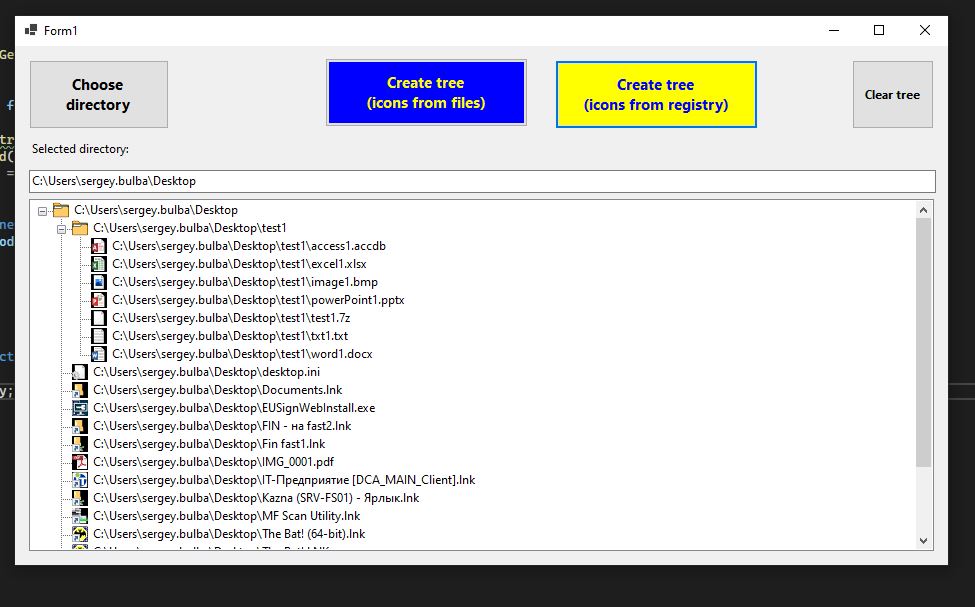 Form1
Choose
directory
Create tree
(icons from files)
Create tree
(icons from registry)
Clear tree
Selected directory:
C:\Users\sergey.bulba\Desktop
C:\Users\sergey.bulba\Desktop
C:\Users\sergey.bulba\Desktop\test1
C:\Users\sergey.bulba\Desktop\test1\access1.accdb
C:\Users\sergey.bulba\Desktop\test1\excel1.xlsx
C:\Users\sergey.bulba\Desktop\test1\image1.bmp
C:\Users\sergey.bulba\Desktop\test1\powerPoint1.pptx
C:\Users\sergey.bulba\Desktop\test1\test1.7z
C:\Users\sergey.bulba\Desktop\test1\txt1.txt
C:\Users\sergey.bulba\Desktop\test1\word1.docx
C:\Users\sergey.bulba\Desktop\desktop.ini
C:\Users\sergey.bulba\Desktop\Documents.lnk
C:\Users\sergey.bulba\Desktop\EUSignWebInstall.exe
C:\Users\sergey.bulba\Desktop\FIN - на fast2.lnk
C:\Users\sergey.bulba\Desktop\Fin fast1.lnk
C:\Users\sergey.bulba\Desktop\IMG_0001.pdf
C:\Users\sergey.bulba\Desktop\IT-Предприятие [DCA_MAIN_Client].lnk
C:\Users\sergey.bulba\Desktop\Kazna (SRV-FS01) - Ярлык.lnk
C:\Users\sergey.bulba\Desktop\MF Scan Utility.lnk
C:\Users\sergey.bulba\Desktop\The Bat! (64-bit).lnk